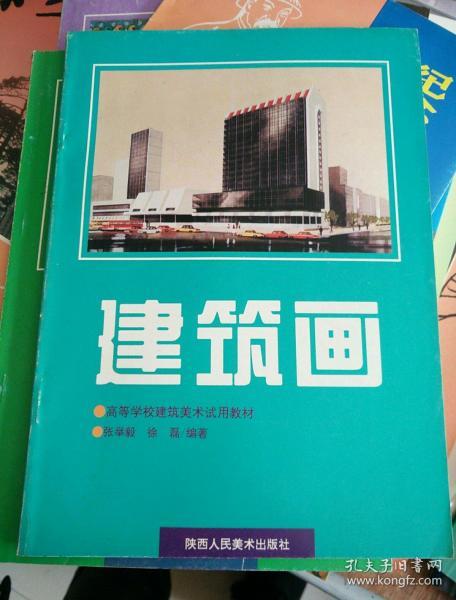 建筑画
高等学校建筑美术试用教材
张举毅 徐磊 编著
陕西人民美术出版社
记
孔夫子旧书网
www.kongfz.com